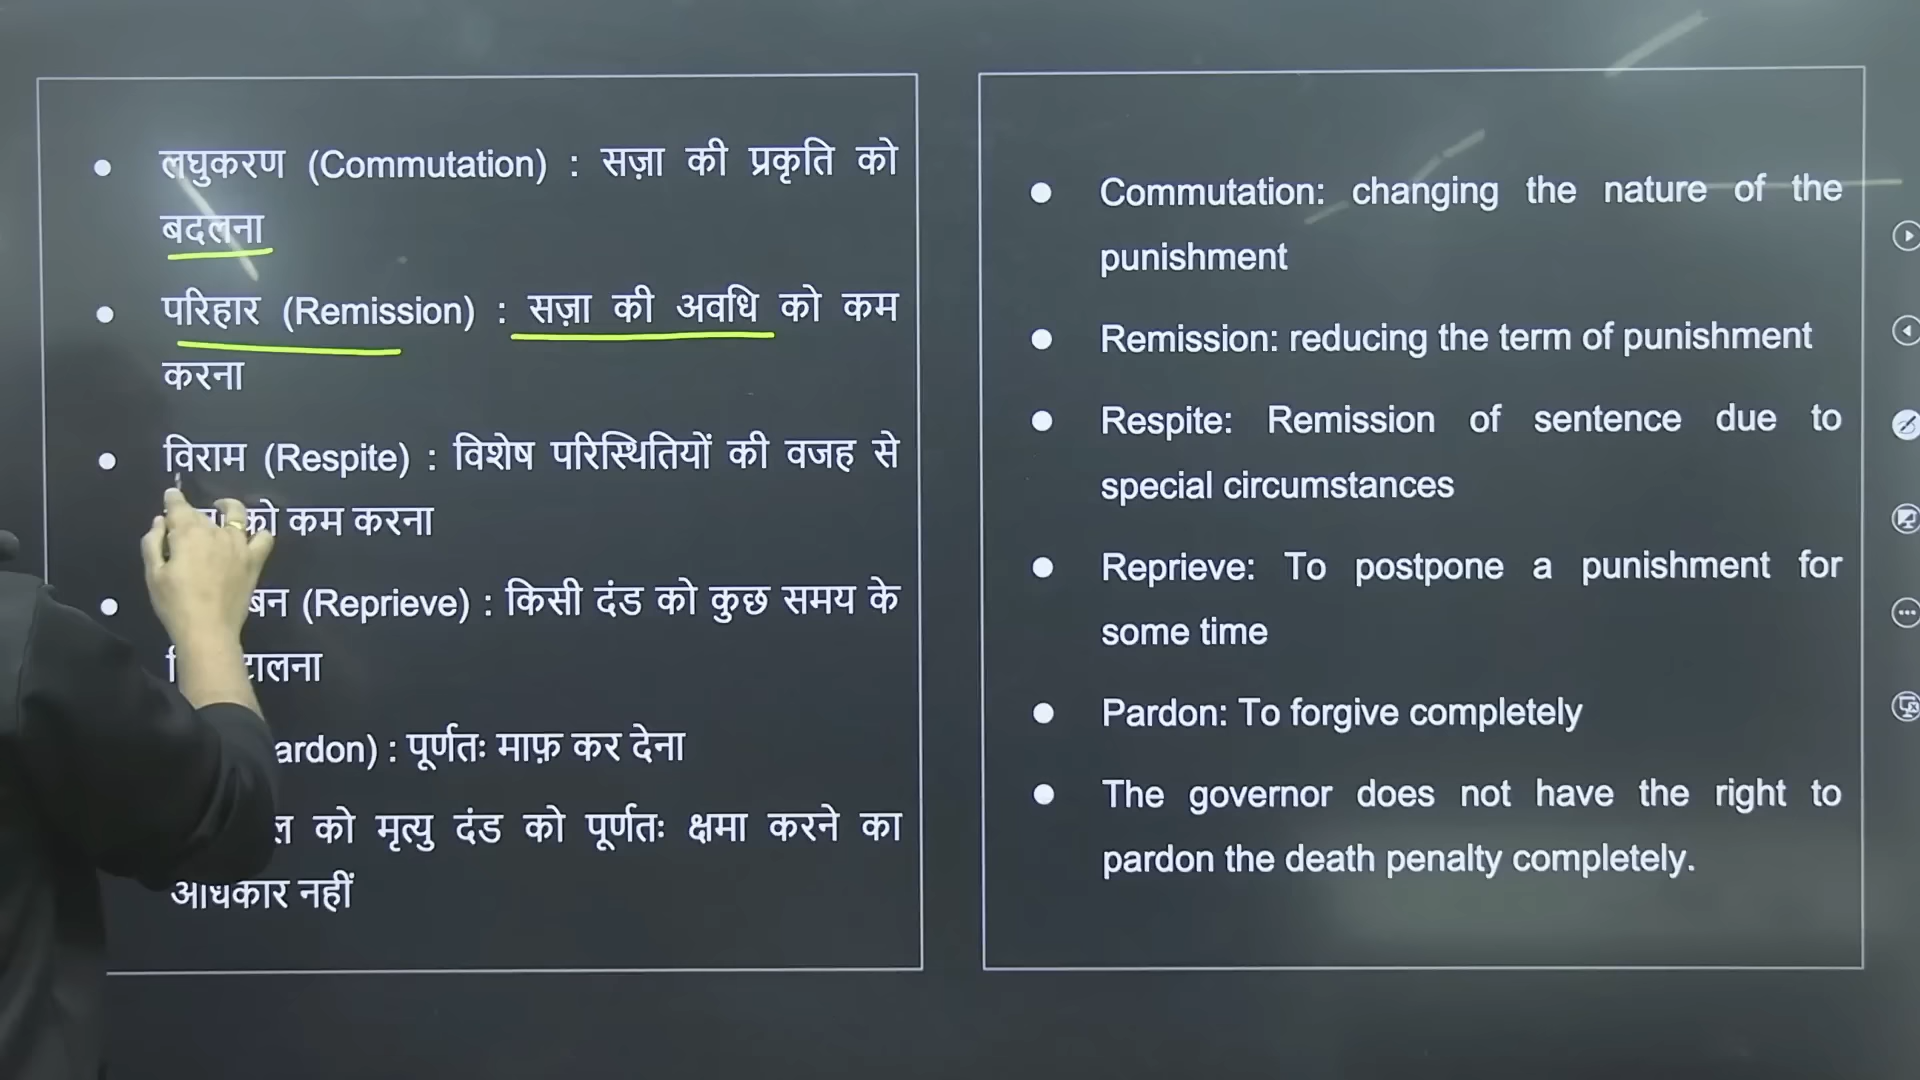 लघुकरण (Commutation) : सज़ा की प्रकृति को
बदलना
परिहार (Remission) : सज़ा की अवधि को कम
करना
विराम (Respite) : विशेष परिस्थितियों की वजह से
को कम करना
(Reprieve) : किसी दंड को कुछ समय के
टालना
: पूर्णतः माफ़ कर देना
को मृत्यु दंड को पूर्णतः क्षमा करने का
अधिकार नहीं
Commutation: changing the nature of the
punishment
Remission: reducing the term of punishment
Respite: Remission of sentence due to
special circumstances
Reprieve: To postpone a punishment for
some time
Pardon: To forgive completely
The governor does not have the right to
pardon the death penalty completely.